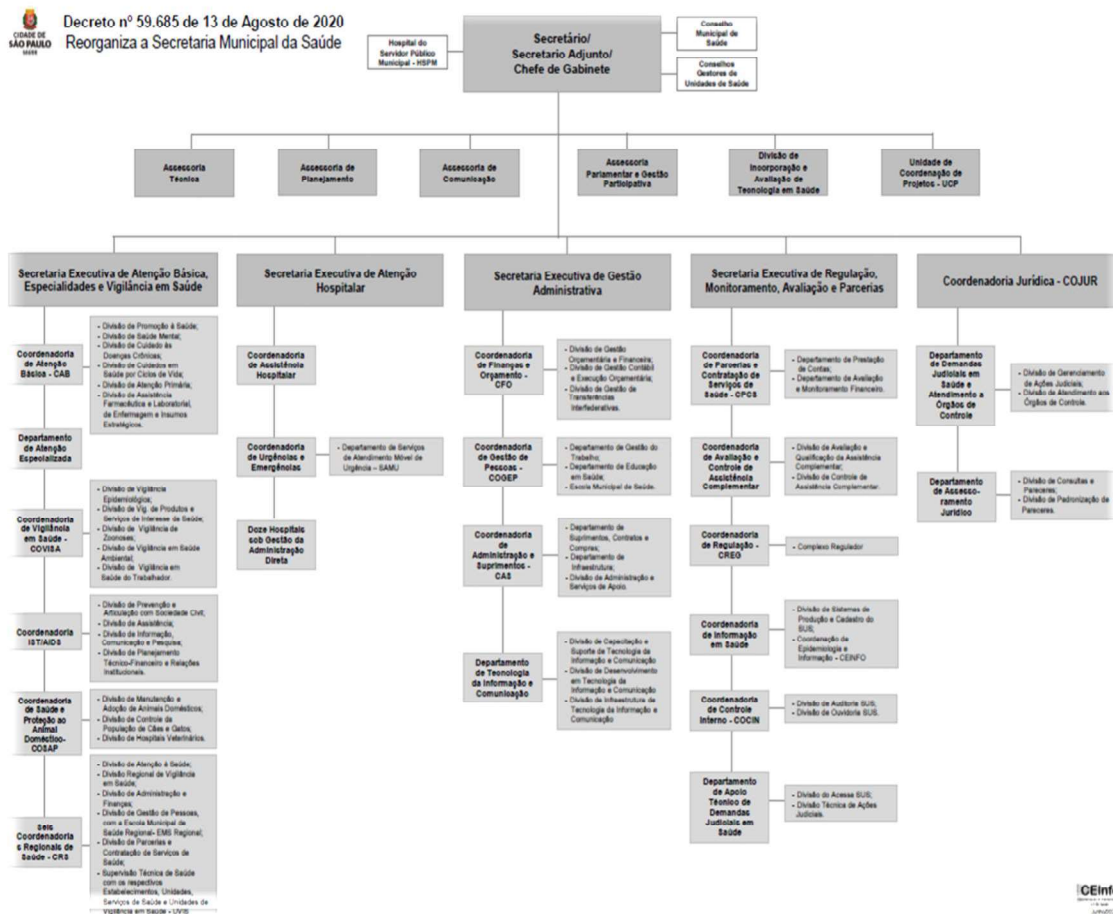 CIDADE DE
SÃO PAULO
SAÚDE
Decreto nº 59.685 de 13 de Agosto de 2020
Reorganiza a Secretaria Municipal da Saúde
Hospital do
Servidor Público
Municipal - HSPM
Secretário/
Secretario Adjunto/
Chefe de Gabinete
Conselho
Municipal de
Saúde
Conselhos
Gestores de
Unidades de Saúde
Assessoria
Técnica
Assessoria de
Planejamento
Assessoria de
Comunicação
Assessoria
Parlamentar e Gestão
Participativa
Divisão de
Incorporação e
Avaliação de
Tecnologia em Saúde
Unidade de
Coordenação de
Projetos - UCP
Secretaria Executiva de Atenção Básica,
Especialidades e Vigilância em Saúde
Coordenadoria
de Atenção
Básica - CAB
- Divisão de Promoção à Saúde;
- Divisão de Saúde Mental;
- Divisão de Cuidado às
Doenças Crônicas;
- Divisão de Cuidados em
Saúde por Ciclos de Vida;
- Divisão de Atenção Primária;
- Divisão de Assistência
Farmacêutica e Laboratorial,
de Enfermagem e Insumos
Estratégicos.
Departamento
de Atenção
Especializada
Coordenadoria
de Vigilância
em Saúde -
COVISA
- Divisão de Vigilância
Epidemiológica;
- Divisão de Vig. de Produtos e
Serviços de Interesse da Saúde;
- Divisão de Vigilância de
Zoonoses;
- Divisão de Vigilância em Saúde
Ambiental;
- Divisão de Vigilância em
Saúde do Trabalhador.
Coordenadoria
IST/AIDS
- Divisão de Prevenção e
Articulação com Sociedade Civil;
- Divisão de Assistência;
- Divisão de Informação,
Comunicação e Pesquisa;
- Divisão de Planejamento
Técnico-Financeiro e Relações
Institucionais.
Coordenadoria
de Saúde e
Proteção ao
Animal
Doméstico-
COSAP
- Divisão de Manutenção e
Adoção de Animais Domésticos;
- Divisão de Controle da
População de Cães e Gatos;
- Divisão de Hospitais Veterinários.
Seis
Coordenadoria
s Regionais de
Saúde - CRS
- Divisão de Atenção à Saúde;
- Divisão Regional de Vigilância
em Saúde;
- Divisão de Administração e
Finanças;
- Divisão de Gestão de Pessoas,
com a Escola Municipal de
Saúde Regional- EMS Regional;
- Divisão de Parcerias e
Contratação de Serviços de
Saúde;
- Supervisão Técnica de Saúde
com os respectivos
Estabelecimentos, Unidades,
Serviços de Saúde e Unidades de
Vigilância em Saúde - UVIS
Secretaria Executiva de Atenção
Hospitalar
Coordenadoria
de Assistência
Hospitalar
Coordenadoria
de Urgências e
Emergências
- Departamento de Serviços
de Atendimento Móvel de
Urgência – SAMU
Doze Hospitais
sob Gestão da
Administração
Direta
Secretaria Executiva de Gestão
Administrativa
Coordenadoria
de Finanças e
Orçamento -
CFO
- Divisão de Gestão
Orçamentária e Financeira;
- Divisão de Gestão Contábil
e Execução Orçamentária;
- Divisão de Gestão de
Transferências
Interfederativas.
Coordenadoria
de Gestão de
Pessoas -
COGEP
- Departamento de Gestão do
Trabalho;
- Departamento de Educação
em Saúde;
- Escola Municipal de Saúde.
Coordenadoria
de
Administração e
Suprimentos -
CAS
- Departamento de
Suprimentos, Contratos e
Compras;
- Departamento de
Infraestrutura;
- Divisão de Administração e
Serviços de Apoio.
Departamento
de Tecnologia
da Informação e
Comunicação
- Divisão de Capacitação e
Suporte de Tecnologia da
Informação e Comunicação
- Divisão de Desenvolvimento
em Tecnologia da
Informação e Comunicação
- Divisão de Infraestrutura de
Tecnologia da Informação e
Comunicação
Secretaria Executiva de Regulação,
Monitoramento, Avaliação e Parcerias
Coordenadoria
de Parcerias e
Contratação de
Serviços de
Saúde - CPCS
- Departamento de Prestação
de Contas;
- Departamento de Avaliação
e Monitoramento Financeiro.
Coordenadoria
de Avaliação e
Controle de
Assistência
Complementar
- Divisão de Avaliação e
Qualificação da Assistência
Complementar;
- Divisão de Controle de
Assistência Complementar.
Coordenadoria
de Regulação -
CREG
- Complexo Regulador
Coordenadoria
de Informação
em Saúde
- Divisão de Sistemas de
Produção e Cadastro do
SUS;
- Coordenação de
Epidemiologia e
Informação - CEINFO
Coordenadoria
de Controle
Interno - COCIN
- Divisão de Auditoria SUS;
- Divisão de Ouvidoria SUS.
Departamento
de Apoio
Técnico de
Demandas
Judiciais em
Saúde
- Divisão do Acessa SUS;
- Divisão Técnica de Ações
Judiciais.
Coordenadoria Jurídica - COJUR
Departamento
de Demandas
Judiciais em
Saúde e
Atendimento a
Órgãos de
Controle
- Divisão de Gerenciamento
de Ações Judiciais;
- Divisão de Atendimento aos
Órgãos de Controle.
Departamento
de Assesso-
ramento
Jurídico
- Divisão de Consultas e
Pareceres;
- Divisão de Padronização de
Pareceres.
CEInfo